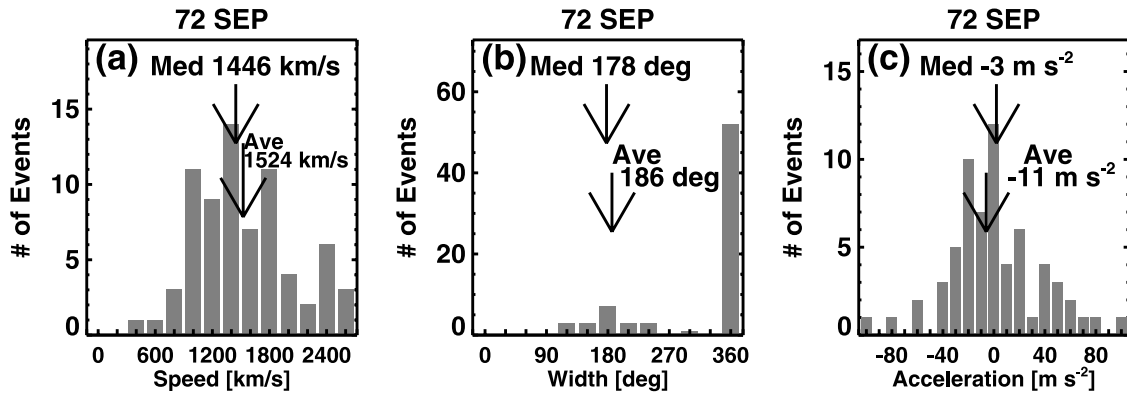 72 SEP
(a)
Med 1446 km/s
Ave
1524 km/s
# of Events
15
10
5
0
0 600 1200 1800 2400
Speed [km/s]
72 SEP
(b)
Med 178 deg
Ave
186 deg
# of Events
60
40
20
0
0 90 180 270 360
Width [deg]
72 SEP
(c)
Med -3 m s⁻²
Ave
-11 m s⁻²
# of Events
15
10
5
0
-80 -40 0 40 80
Acceleration [m s⁻²]